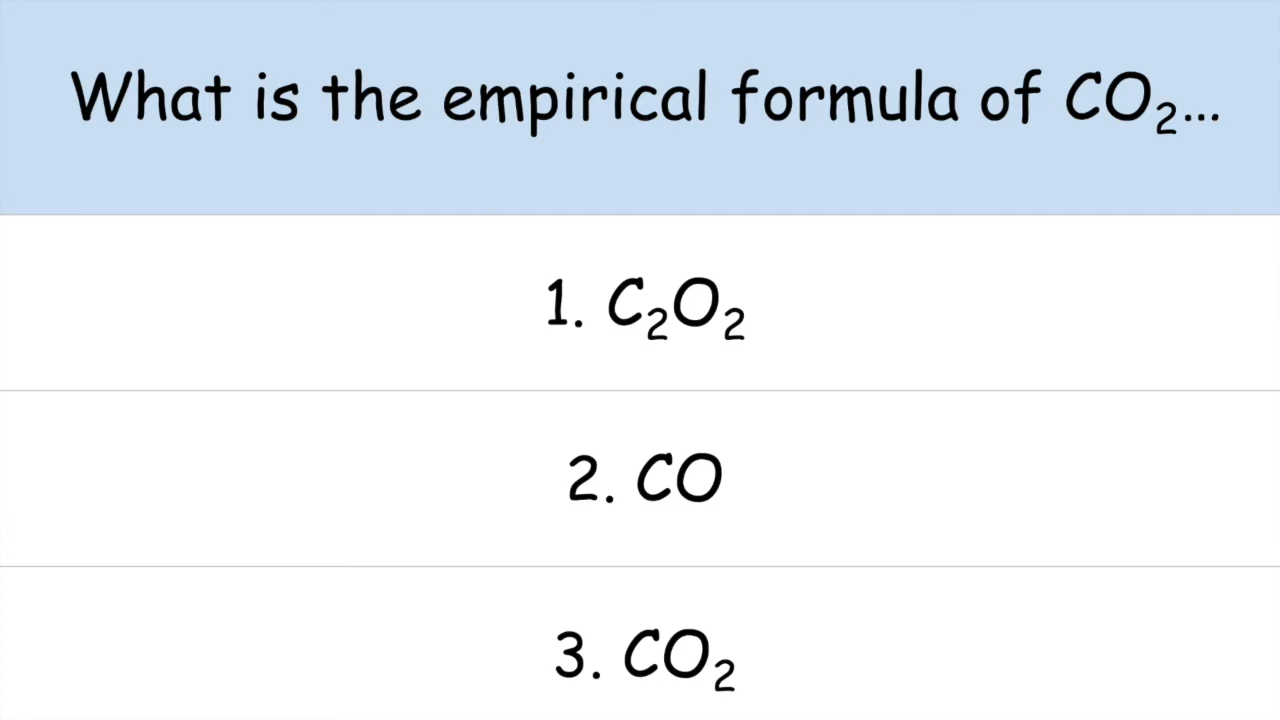 What is the empirical formula of CO₂...
1. C₂O₂
2. CO
3. CO₂